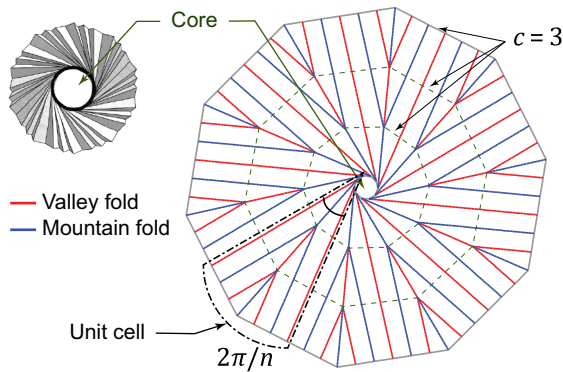 Core
c = 3
Valley fold
Mountain fold
Unit cell
2π/n